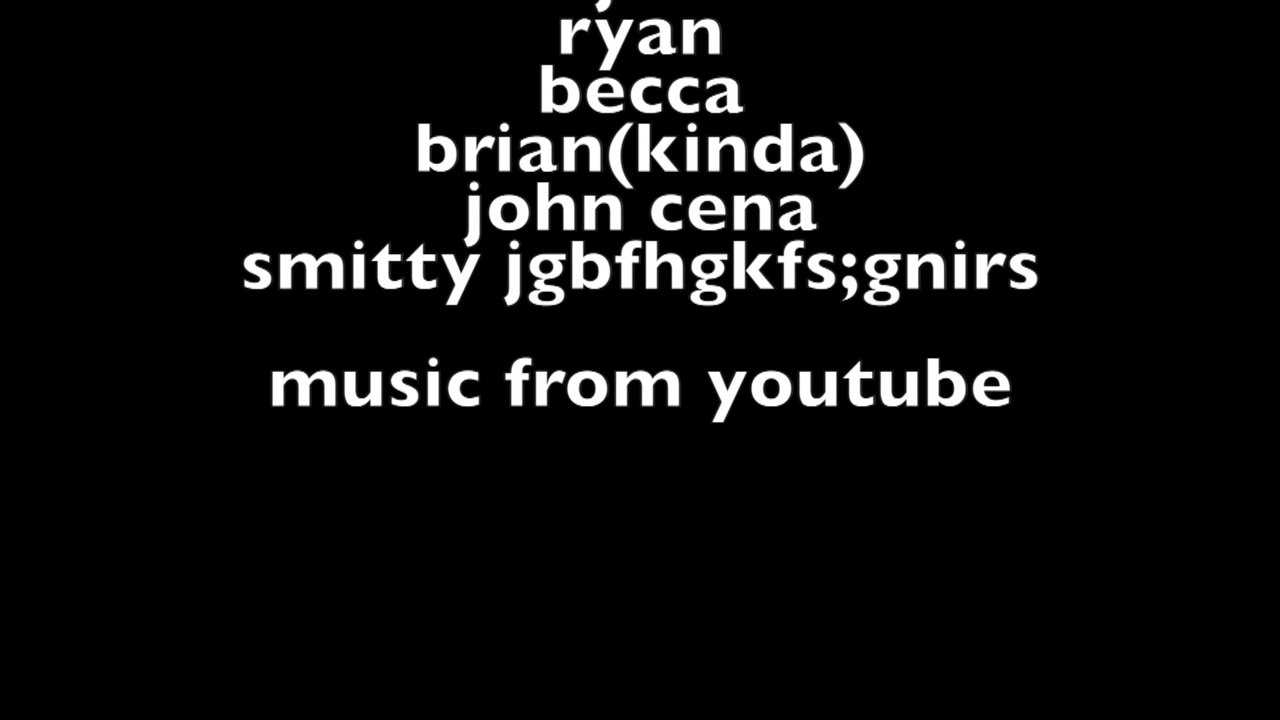 ryan
becca
brian(kinda)
john cena
smitty jgbfhgkfs;gnirs
music from youtube